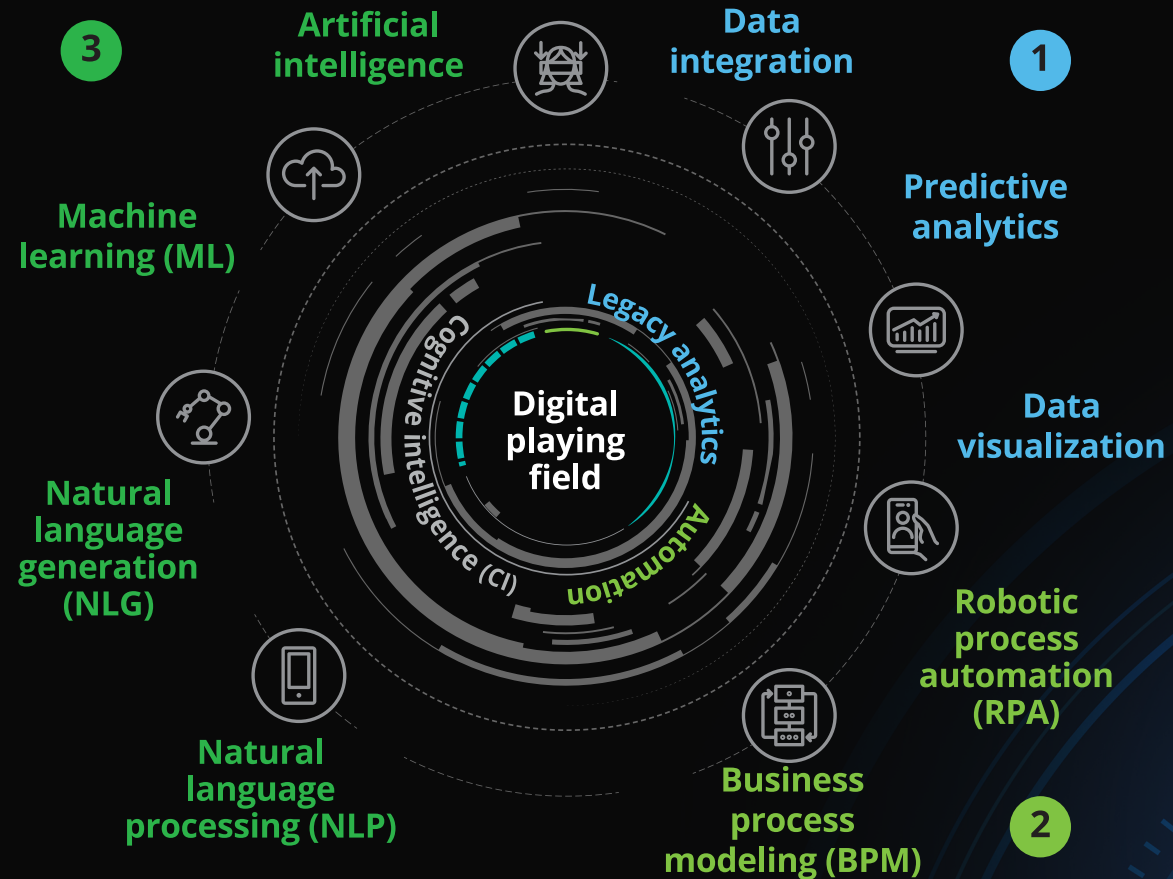 3
Artificial
intelligence
Data
integration
1
Predictive
analytics
Machine
learning (ML)
Legacy analytics
Cognitive intelligence (CI)
Digital
playing
field
Data
visualization
Automation
Natural
language
generation
(NLG)
Robotic
process
automation
(RPA)
Natural
language
processing (NLP)
Business
process
modeling (BPM)
2